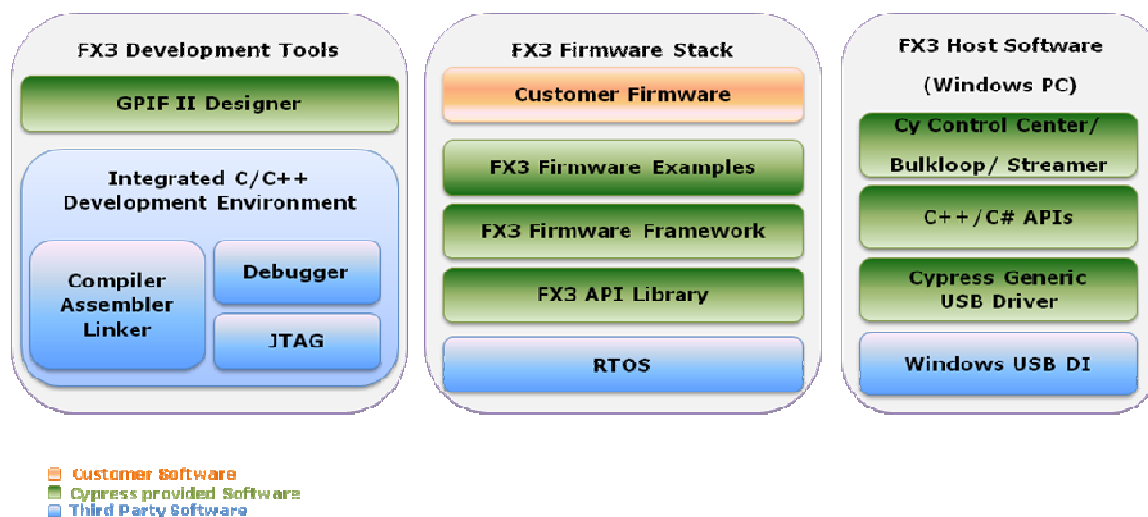 FX3 Development Tools
GPIF II Designer
Integrated C/C++
Development Environment
Compiler
Assembler
Linker
Debugger
JTAG
FX3 Firmware Stack
Customer Firmware
FX3 Firmware Examples
FX3 Firmware Framework
FX3 API Library
RTOS
FX3 Host Software
(Windows PC)
Cy Control Center/
Bulkloop/ Streamer
C++/C# APIs
Cypress Generic
USB Driver
Windows USB DI
Customer Software
Cypress provided Software
Third Party Software